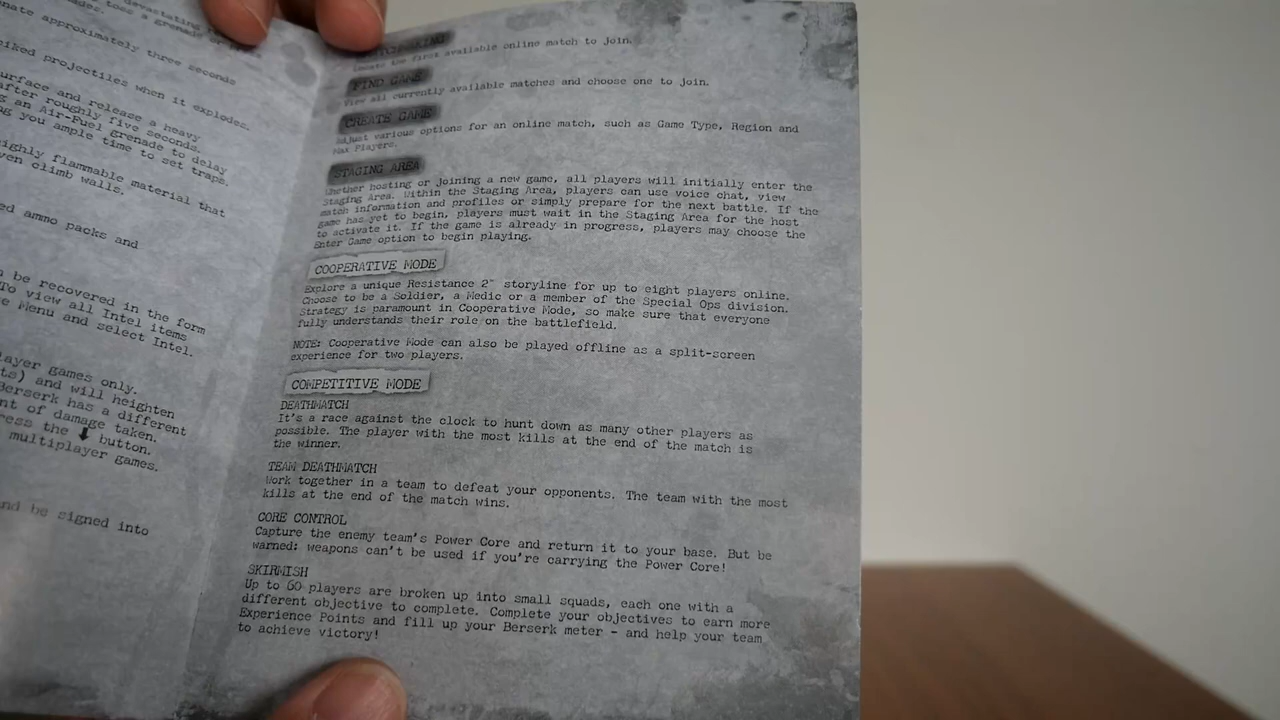 devastating
toss a grenade
nate approximately three seconds
iked projectiles when it explodes.
urface and release a heavy
after roughly five seconds.
g an Air-Fuel grenade to delay
ng you ample time to set traps.
ighly flammable material that
ven climb walls.
ed ammo packs and
n be recovered in the form
To view all Intel items
e Menu and select Intel.
layer games only.
ts) and will heighten
Berserk has a different
nt of damage taken.
ress the button.
multiplayer games.
nd be signed into
Locate the first available online match to join.
FIND GAME
View all currently available matches and choose one to join.
CREATE GAME
Adjust various options for an online match, such as Game Type, Region and
Max Players.
STAGING AREA
Whether hosting or joining a new game, all players will initially enter the
Staging Area. Within the Staging Area, players can use voice chat, view
match information and profiles or simply prepare for the next battle. If the
game has yet to begin, players must wait in the Staging Area for the host
to activate it. If the game is already in progress, players may choose the
Enter Game option to begin playing.
COOPERATIVE MODE
Explore a unique Resistance 2™ storyline for up to eight players online.
Choose to be a Soldier, a Medic or a member of the Special Ops division.
Strategy is paramount in Cooperative Mode, so make sure that everyone
fully understands their role on the battlefield.
NOTE: Cooperative Mode can also be played offline as a split-screen
experience for two players.
COMPETITIVE MODE
DEATHMATCH
It's a race against the clock to hunt down as many other players as
possible. The player with the most kills at the end of the match is
the winner.
TEAM DEATHMATCH
Work together in a team to defeat your opponents. The team with the most
kills at the end of the match wins.
CORE CONTROL
Capture the enemy team's Power Core and return it to your base. But be
warned: weapons can't be used if you're carrying the Power Core!
SKIRMISH
Up to 60 players are broken up into small squads, each one with a
different objective to complete. Complete your objectives to earn more
Experience Points and fill up your Berserk meter - and help your team
to achieve victory!